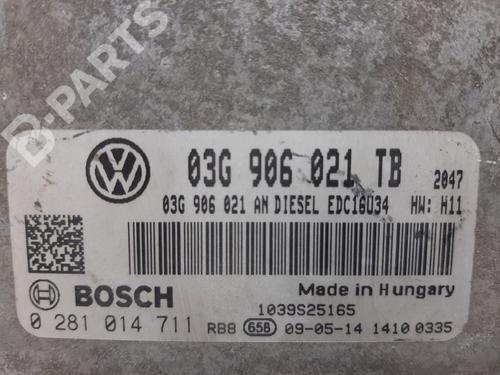 B-PARTS
03G 906 021 TB 2047
03G 906 021 AN DIESEL EDC16U34 HW: H11
Made in Hungary
BOSCH
1039S25165
0 281 014 711 RB8 658 09-05-14 1410 0335